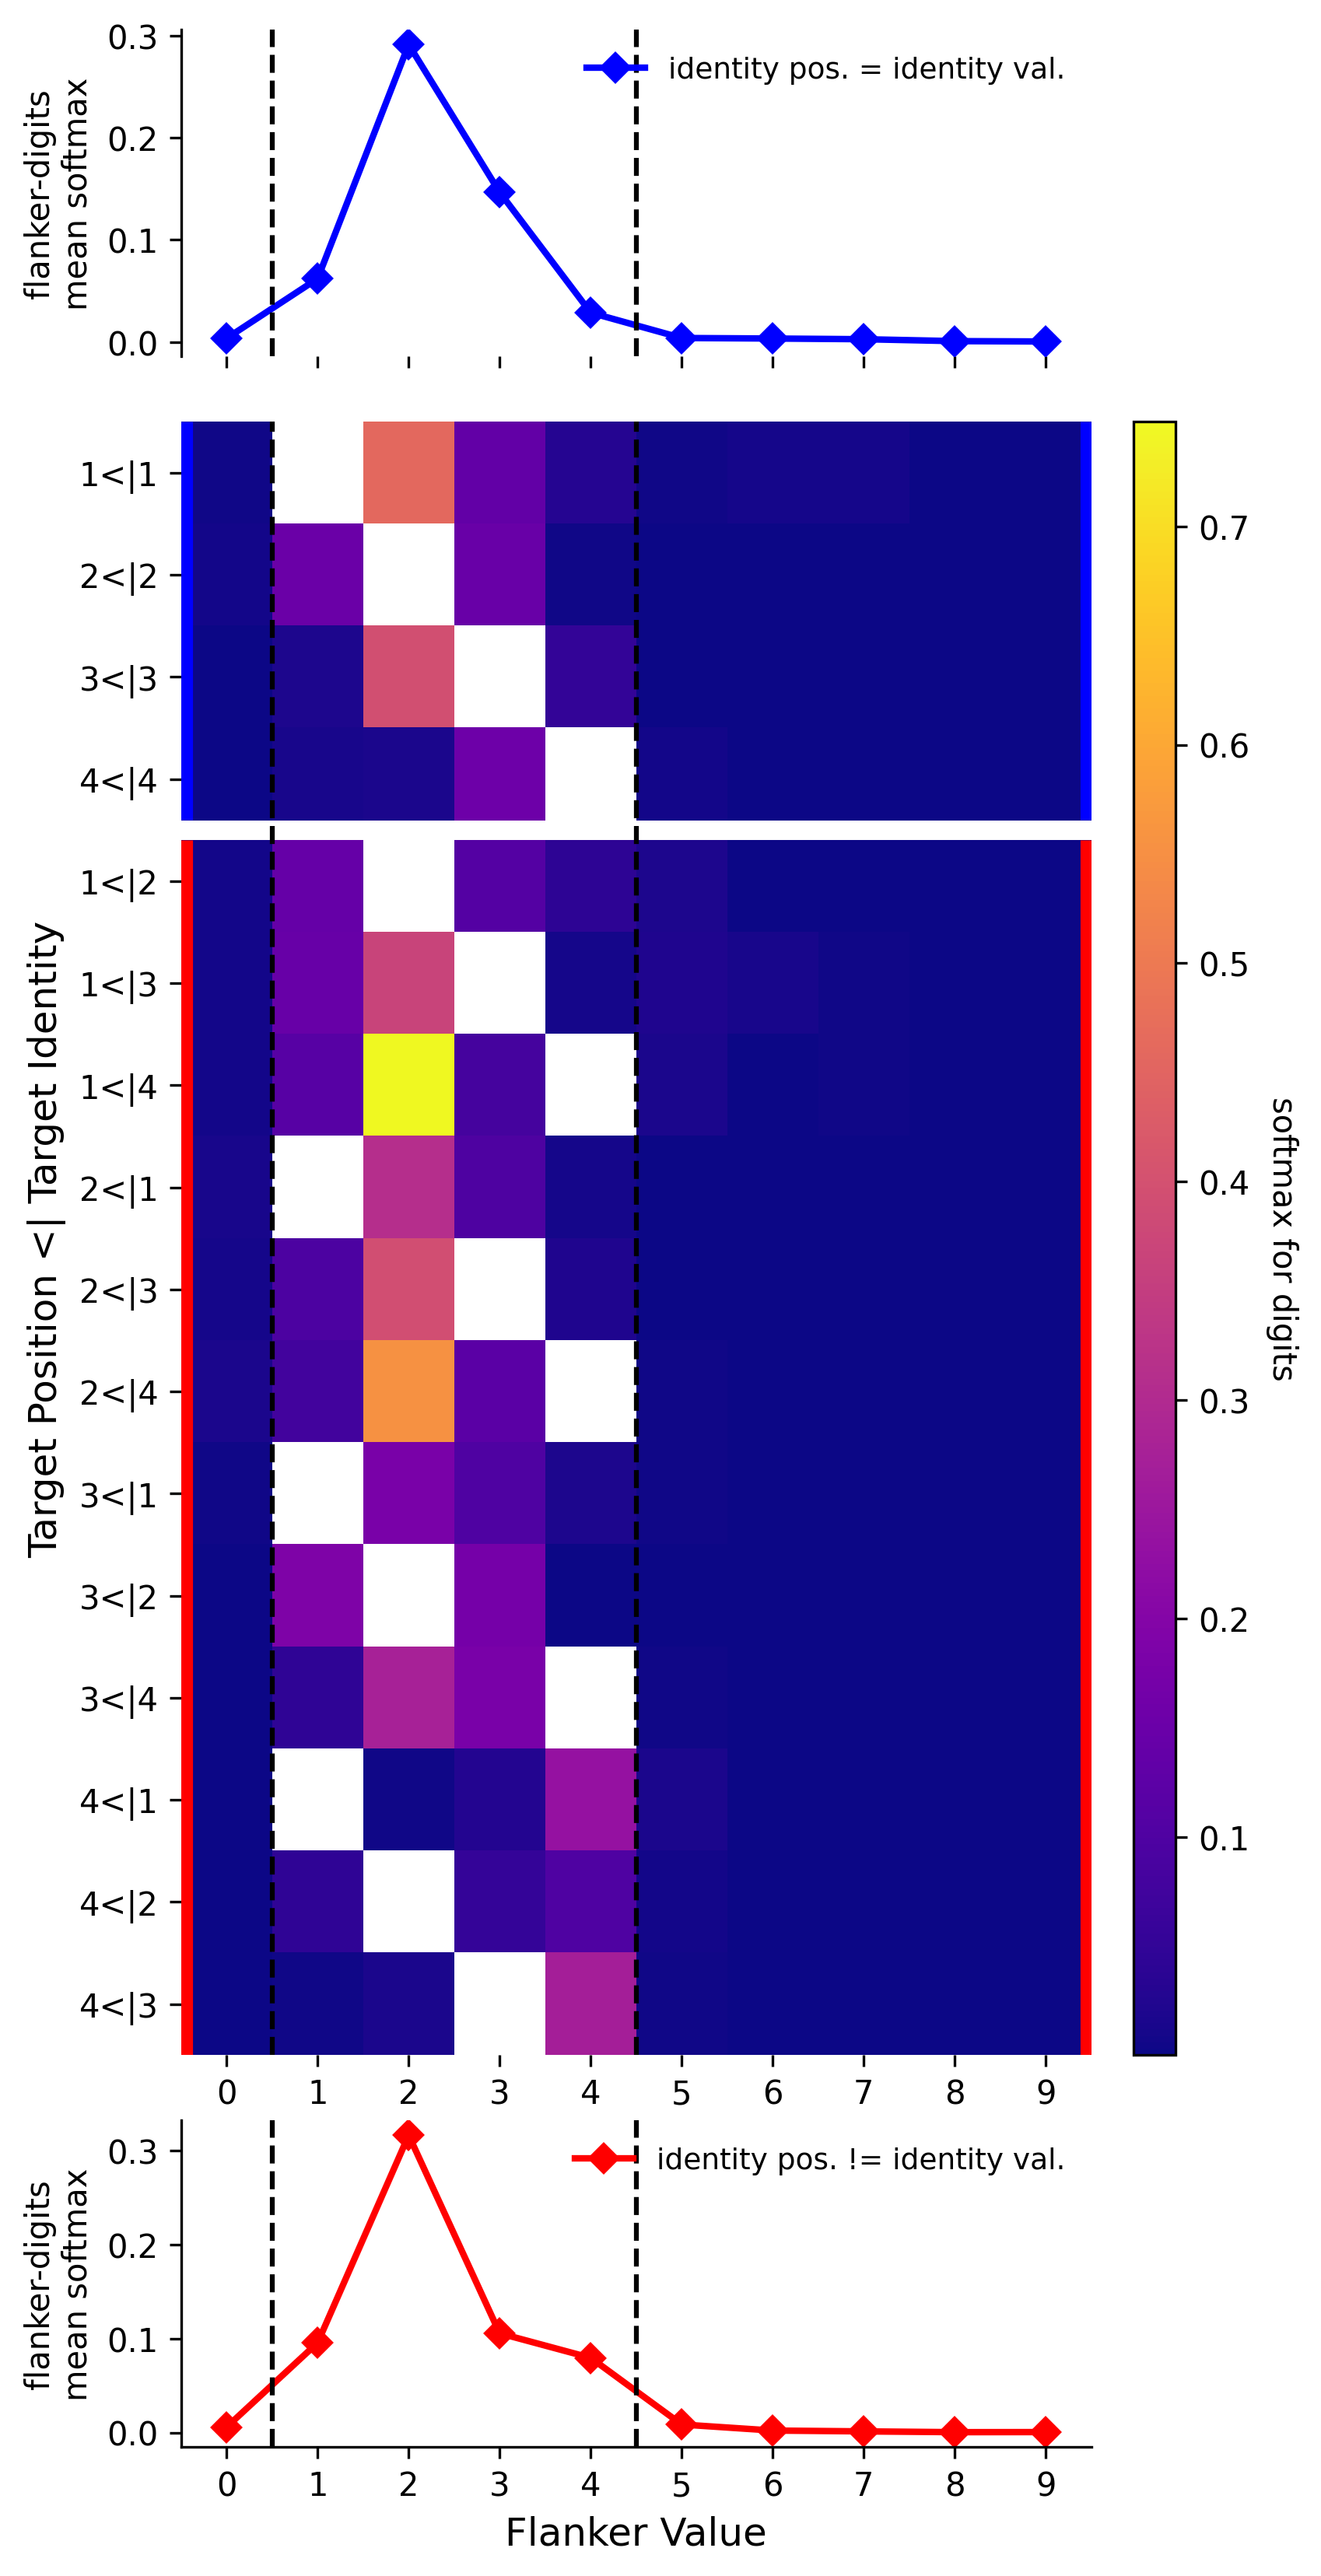 flanker-digits
mean softmax
0.3
0.2
0.1
0.0
identity pos. = identity val.
Target Position <| Target Identity
1<|1
2<|2
3<|3
4<|4
1<|2
1<|3
1<|4
2<|1
2<|3
2<|4
3<|1
3<|2
3<|4
4<|1
4<|2
4<|3
0 1 2 3 4 5 6 7 8 9
0.7
0.6
0.5
0.4
0.3
0.2
0.1
softmax for digits
flanker-digits
mean softmax
0.3
0.2
0.1
0.0
identity pos. != identity val.
0 1 2 3 4 5 6 7 8 9
Flanker Value